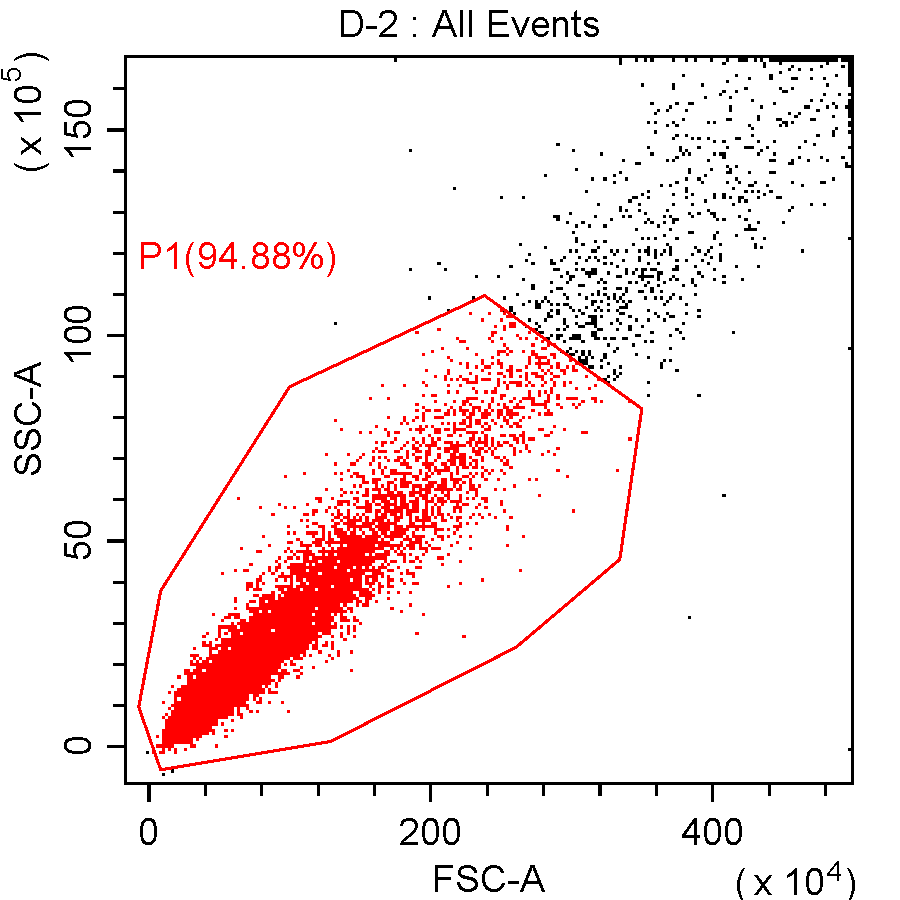 D-2 : All Events
(x 10^5)
150
100
50
0
SSC-A
P1(94.88%)
0 200 400
FSC-A
(x 10^4)